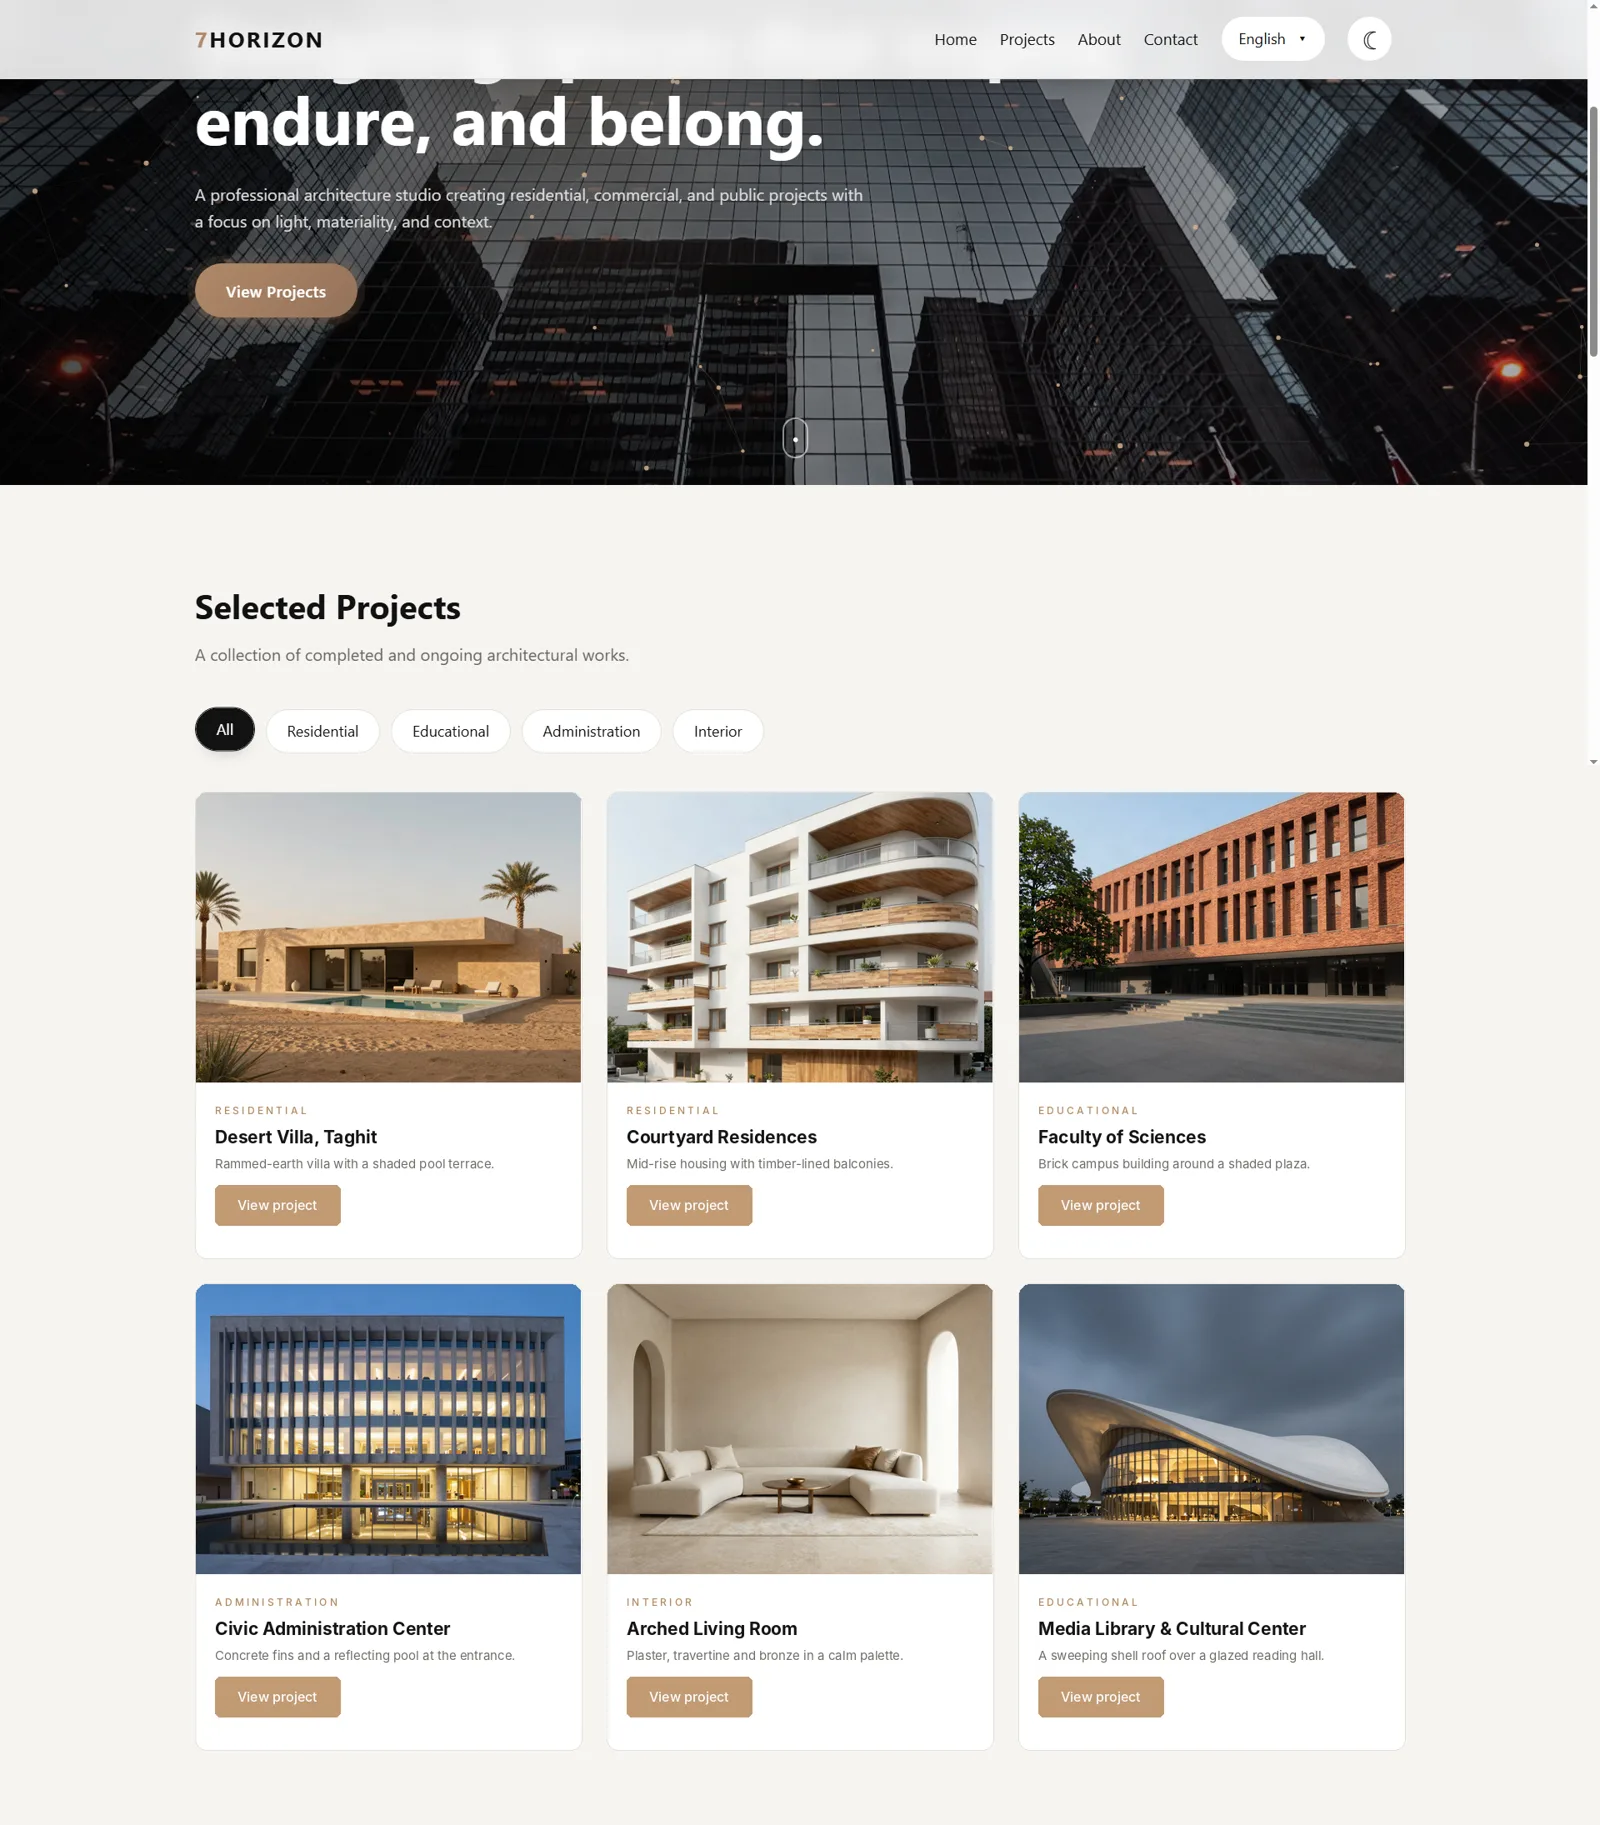 7HORIZON
Home
Projects
About
Contact
English
endure, and belong.
A professional architecture studio creating residential, commercial, and public projects with
a focus on light, materiality, and context.
View Projects
Selected Projects
A collection of completed and ongoing architectural works.
All
Residential
Educational
Administration
Interior
RESIDENTIAL
Desert Villa, Taghit
Rammed-earth villa with a shaded pool terrace.
View project
RESIDENTIAL
Courtyard Residences
Mid-rise housing with timber-lined balconies.
View project
EDUCATIONAL
Faculty of Sciences
Brick campus building around a shaded plaza.
View project
ADMINISTRATION
Civic Administration Center
Concrete fins and a reflecting pool at the entrance.
View project
INTERIOR
Arched Living Room
Plaster, travertine and bronze in a calm palette.
View project
EDUCATIONAL
Media Library & Cultural Center
A sweeping shell roof over a glazed reading hall.
View project